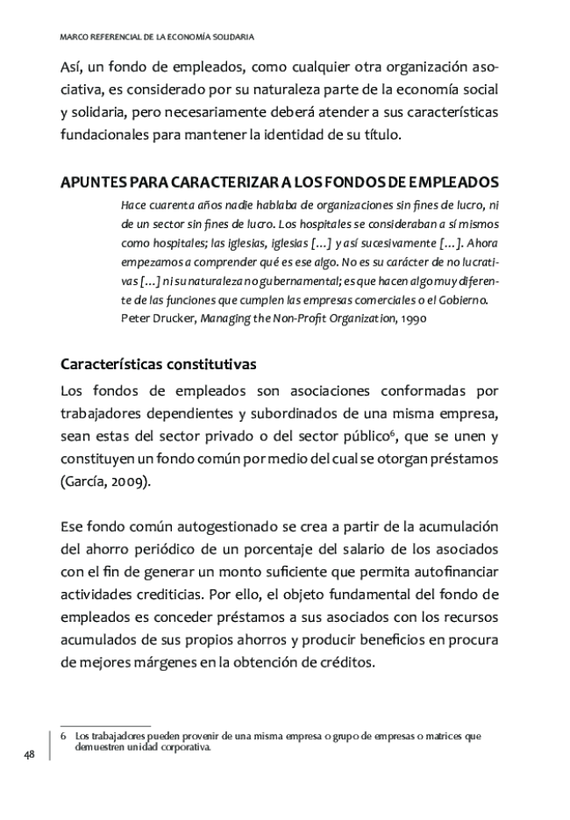 MARCO REFERENCIAL DE LA ECONOMÍA SOLIDARIA
Así, un fondo de empleados, como cualquier otra organización aso-
ciativa, es considerado por su naturaleza parte de la economía social
y solidaria, pero necesariamente deberá atender a sus características
fundacionales para mantener la identidad de su título.
APUNTES PARA CARACTERIZAR A LOS FONDOS DE EMPLEADOS
Hace cuarenta años nadie hablaba de organizaciones sin fines de lucro, ni
de un sector sin fines de lucro. Los hospitales se consideraban a sí mismos
como hospitales; las iglesias, iglesias […] y así sucesivamente […]. Ahora
empezamos a comprender qué es ese algo. No es su carácter de no lucrati-
vas […] ni su naturaleza no gubernamental; es que hacen algo muy diferen-
te de las funciones que cumplen las empresas comerciales o el Gobierno.
Peter Drucker, Managing the Non-Profit Organization, 1990
Características constitutivas
Los fondos de empleados son asociaciones conformadas por
trabajadores dependientes y subordinados de una misma empresa,
sean estas del sector privado o del sector público⁶, que se unen y
constituyen un fondo común por medio del cual se otorgan préstamos
(García, 2009).
Ese fondo común autogestionado se crea a partir de la acumulación
del ahorro periódico de un porcentaje del salario de los asociados
con el fin de generar un monto suficiente que permita autofinanciar
actividades crediticias. Por ello, el objeto fundamental del fondo de
empleados es conceder préstamos a sus asociados con los recursos
acumulados de sus propios ahorros y producir beneficios en procura
de mejores márgenes en la obtención de créditos.
6 Los trabajadores pueden provenir de una misma empresa o grupo de empresas o matrices que
demuestren unidad corporativa.
48